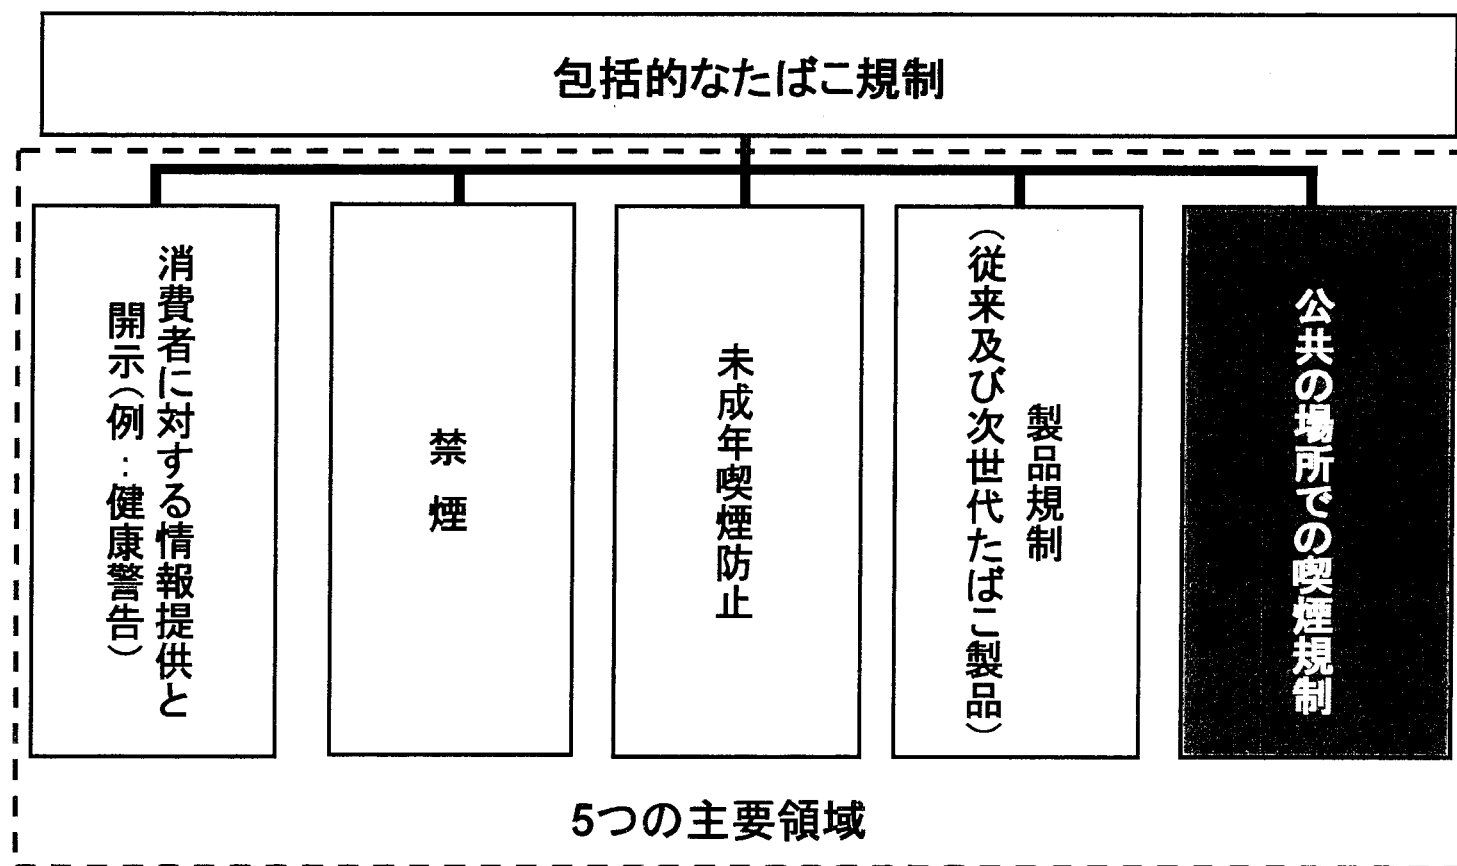 包括的なたばこ規制
消費者に対する情報提供と
開示(例:健康警告)
禁煙
未成年喫煙防止
製品規制
(従来及び次世代たばこ製品)
公共の場所での喫煙規制
5つの主要領域